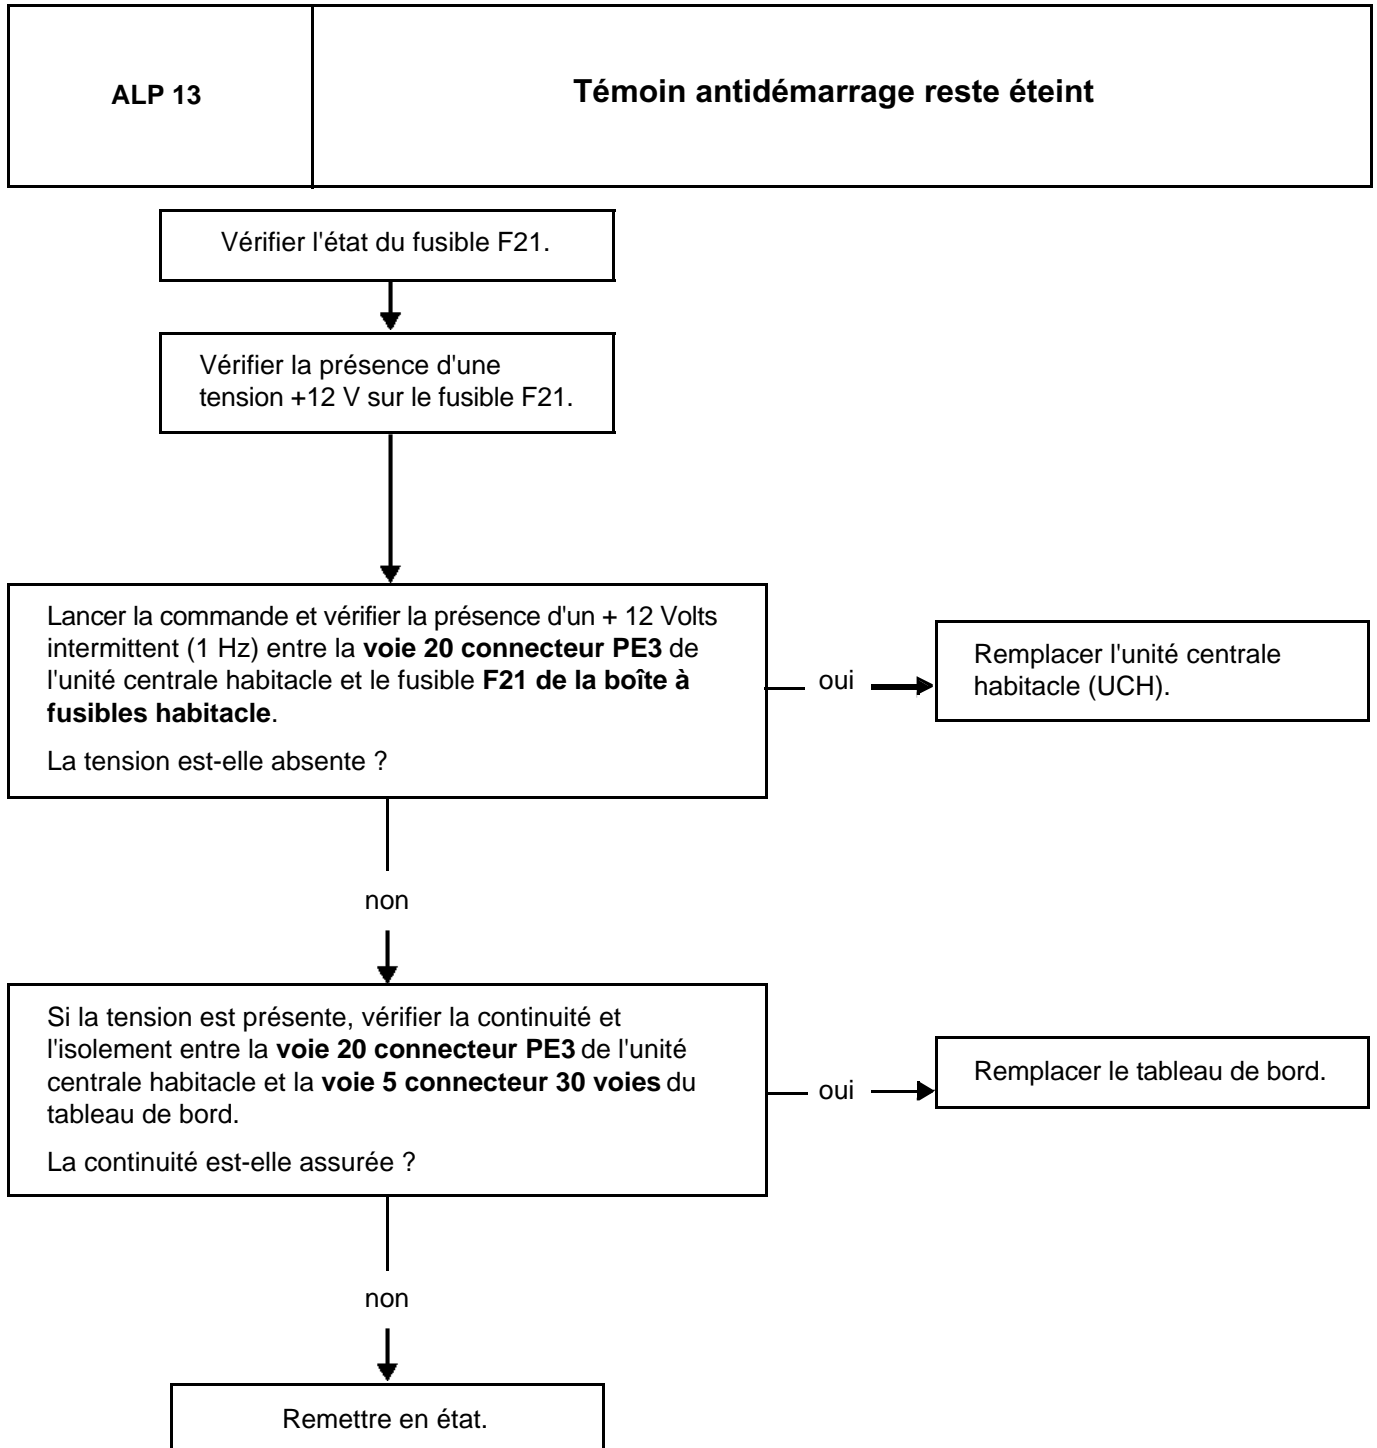 ALP 13
Témoin antidémarrage reste éteint
Vérifier l'état du fusible F21.
Vérifier la présence d'une
tension +12 V sur le fusible F21.
Lancer la commande et vérifier la présence d'un + 12 Volts
intermittent (1 Hz) entre la voie 20 connecteur PE3 de
l'unité centrale habitacle et le fusible F21 de la boîte à
fusibles habitacle.
La tension est-elle absente ?
oui
Remplacer l'unité centrale
habitacle (UCH).
non
Si la tension est présente, vérifier la continuité et
l'isolement entre la voie 20 connecteur PE3 de l'unité
centrale habitacle et la voie 5 connecteur 30 voies du
tableau de bord.
La continuité est-elle assurée ?
oui
Remplacer le tableau de bord.
non
Remettre en état.